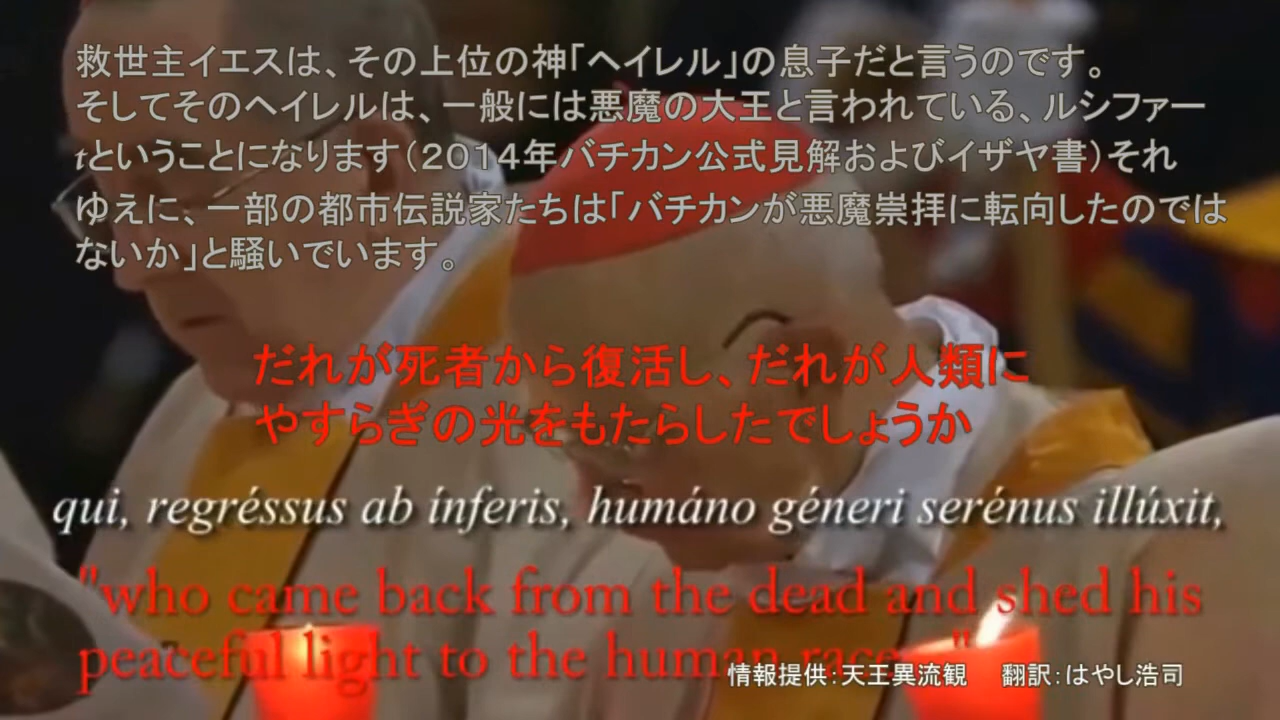 救世主イエスは、その上位の神「ヘイレル」の息子だと言うのです。
そしてそのヘイレルは、一般には悪魔の大王と言われている、ルシファー
tということになります（２０１４年バチカン公式見解およびイザヤ書）それ
ゆえに、一部の都市伝説家たちは「バチカンが悪魔崇拝に転向したのでは
ないか」と騒いでいます。
だれが死者から復活し、だれが人類に
やすらぎの光をもたらしたでしょうか
qui, regréssus ab ínferis, humáno géneri serénus illúxit,
"who came back from the dead and shed his
peaceful light to the human race..."
情報提供：天王異流観　翻訳：はやし浩司